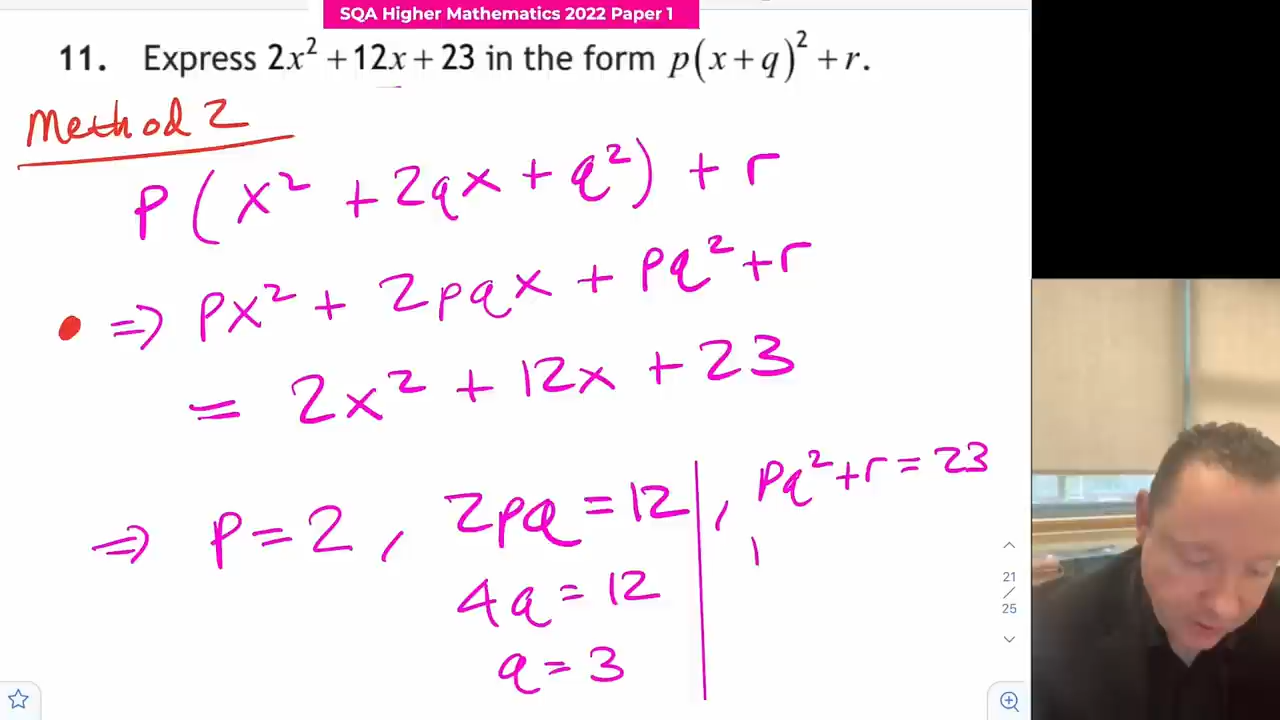 SQA Higher Mathematics 2022 Paper 1
11. Express 2x² + 12x + 23 in the form p(x + q)² + r.
Method 2
P(x² + 2qx + q²) + r
⇒ px² + 2pqx + pq² + r
= 2x² + 12x + 23
⇒ p = 2, 2pq = 12, pq² + r = 23
4q = 12
q = 3
21
/
25